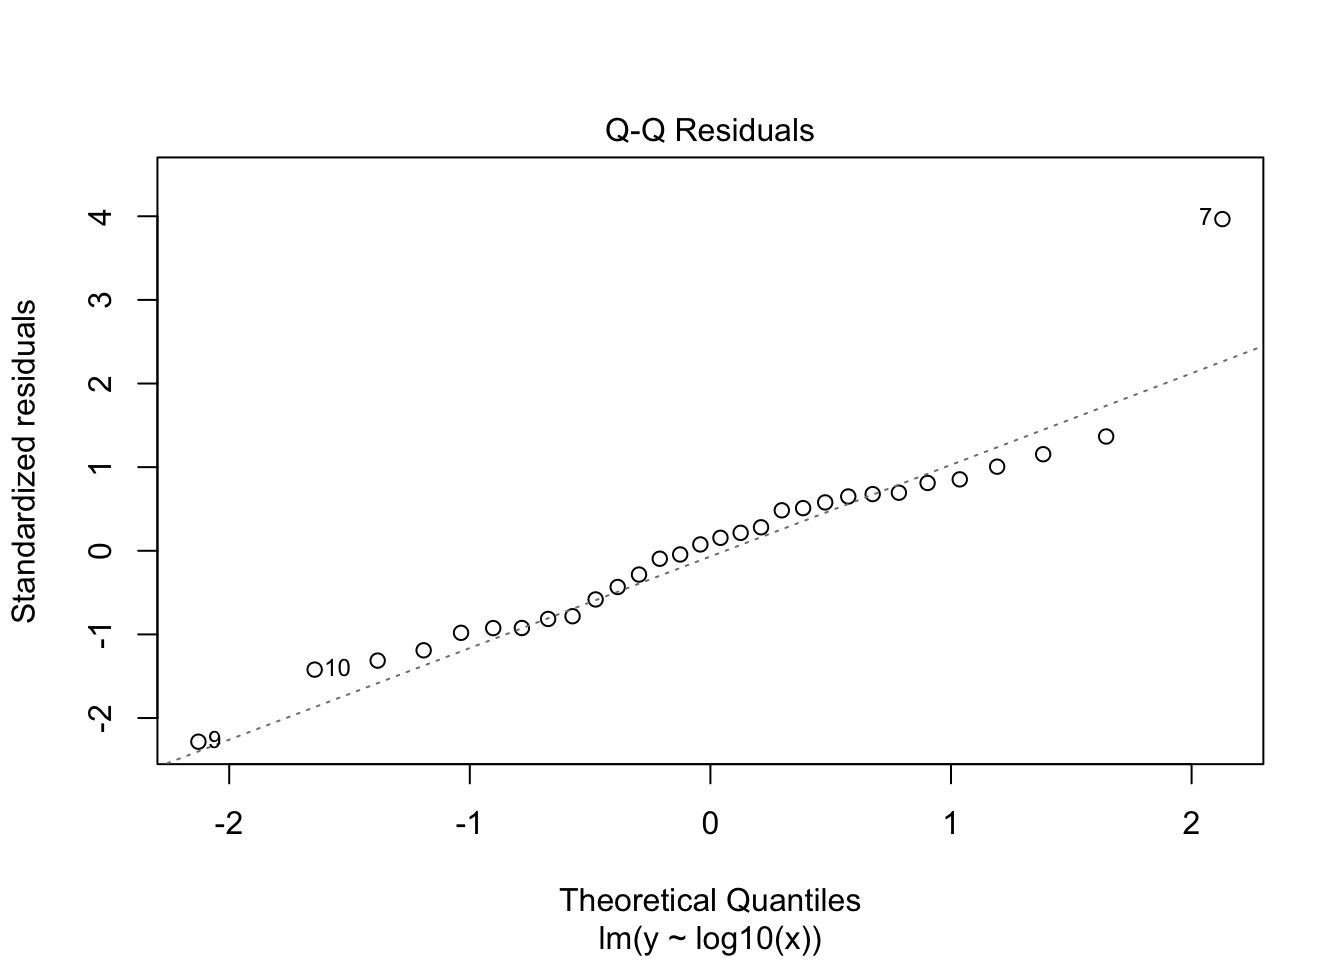 Q-Q Residuals
Standardized residuals
4
3
2
1
0
-1
-2
7
10
9
-2 -1 0 1 2
Theoretical Quantiles
lm(y ~ log10(x))